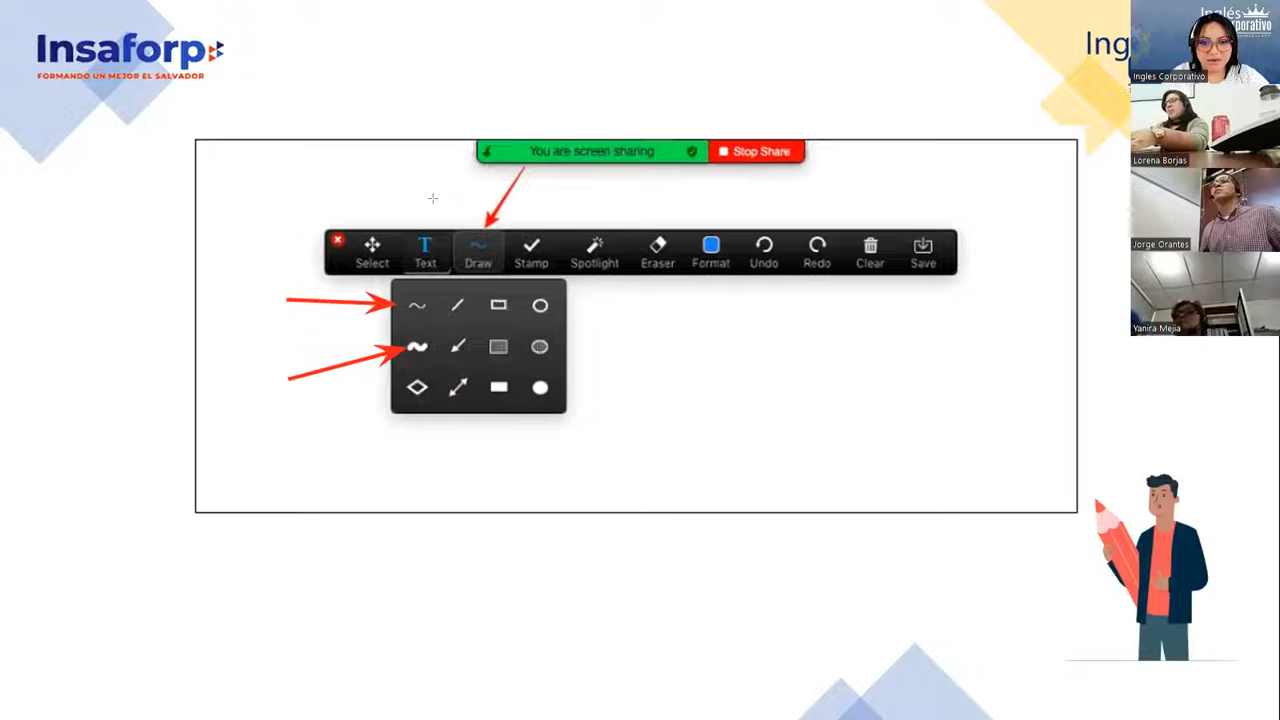 Insaforp
FORMANDO UN MEJOR EL SALVADOR
Ing
Inglés
Corporativo
Ingles Corporativo
Lorena Borjas
Jorge Orantes
Yanira Mejia
You are screen sharing
Stop Share
Select
Text
Draw
Stamp
Spotlight
Eraser
Format
Undo
Redo
Clear
Save